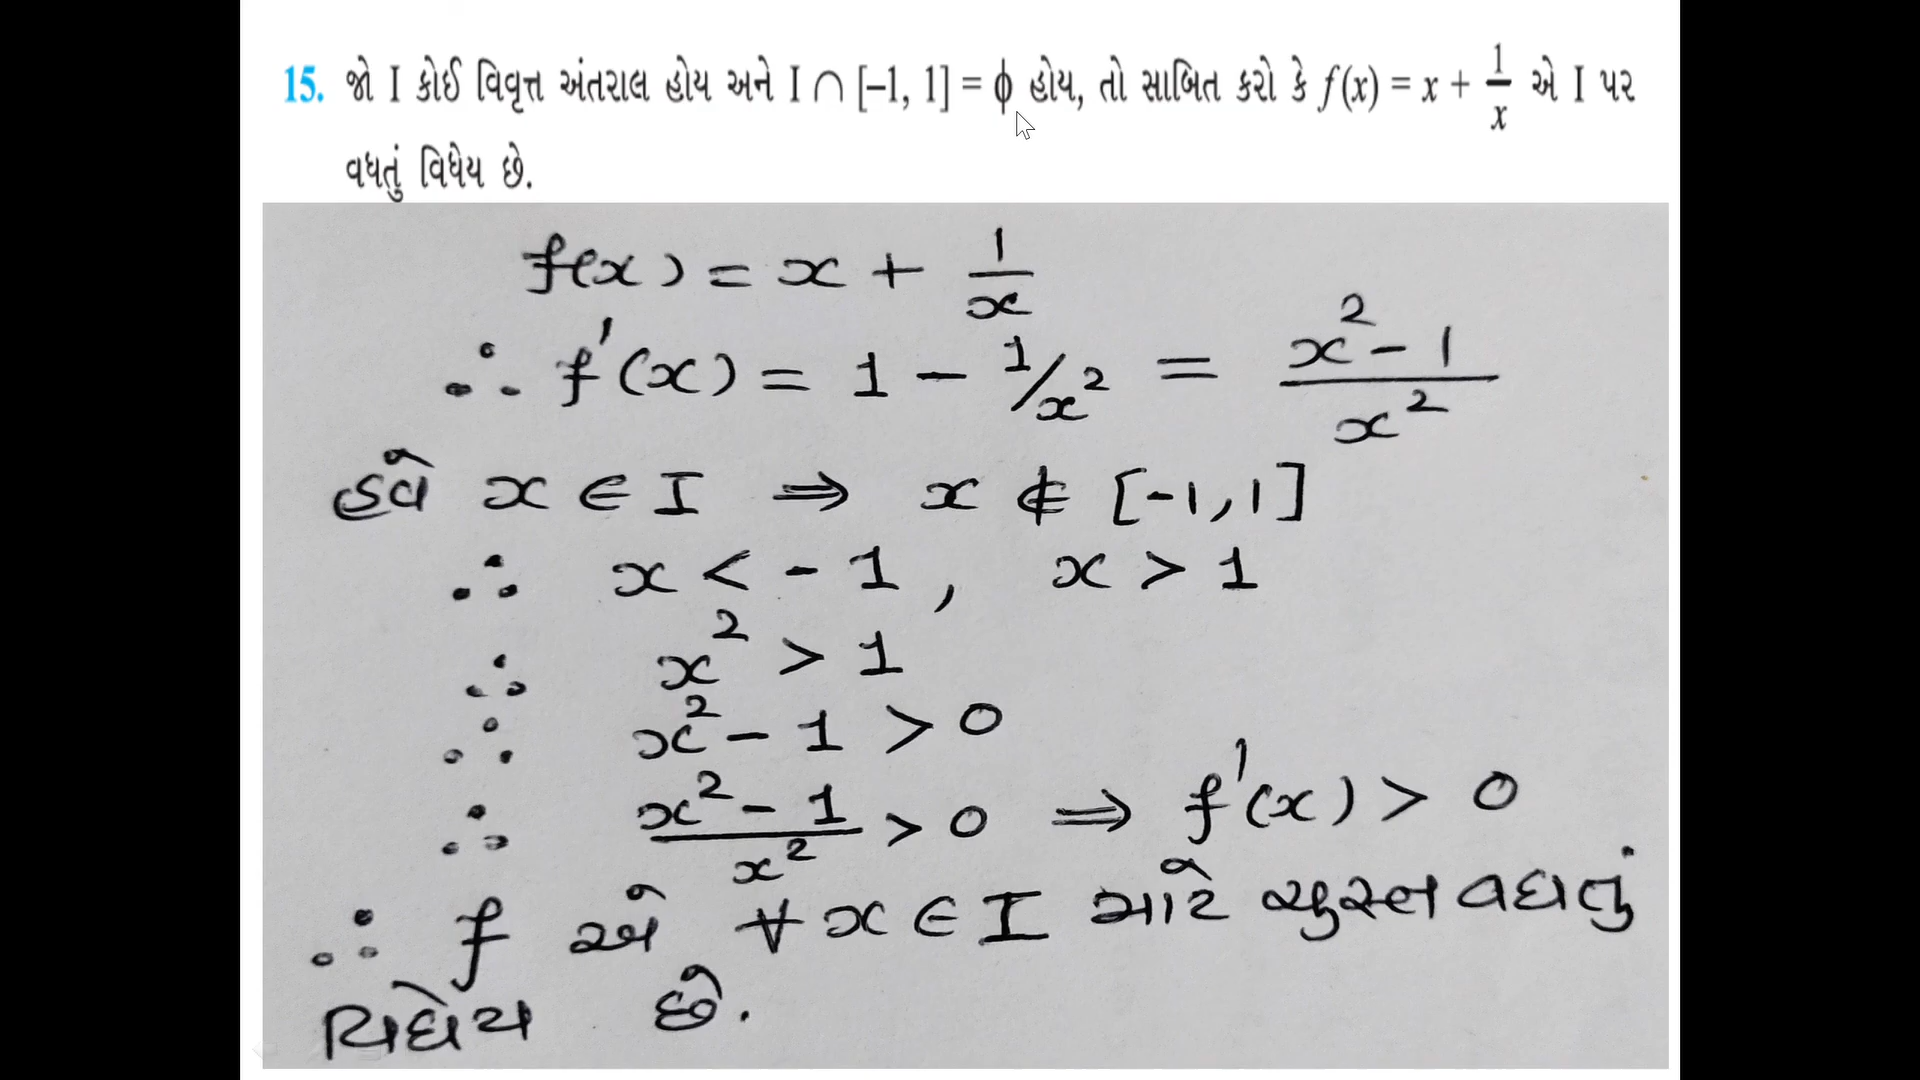 15. જો I કોઈ વિવૃત્ત અંતરાલ હોય અને I ∩ [–1, 1] = ϕ હોય, તો સાબિત કરો કે f(x) = x + 1/x એ I પર
વધતું વિધેય છે.
f(x) = x + 1/x
∴ f'(x) = 1 - 1/x² = (x² - 1)/x²
હવે x ∈ I ⇒ x ∉ [-1, 1]
∴ x < -1, x > 1
∴ x² > 1
∴ x² - 1 > 0
∴ (x² - 1)/x² > 0 ⇒ f'(x) > 0
∴ f એ ∀ x ∈ I માટે ચુસ્ત વધતું
વિધેય છે.